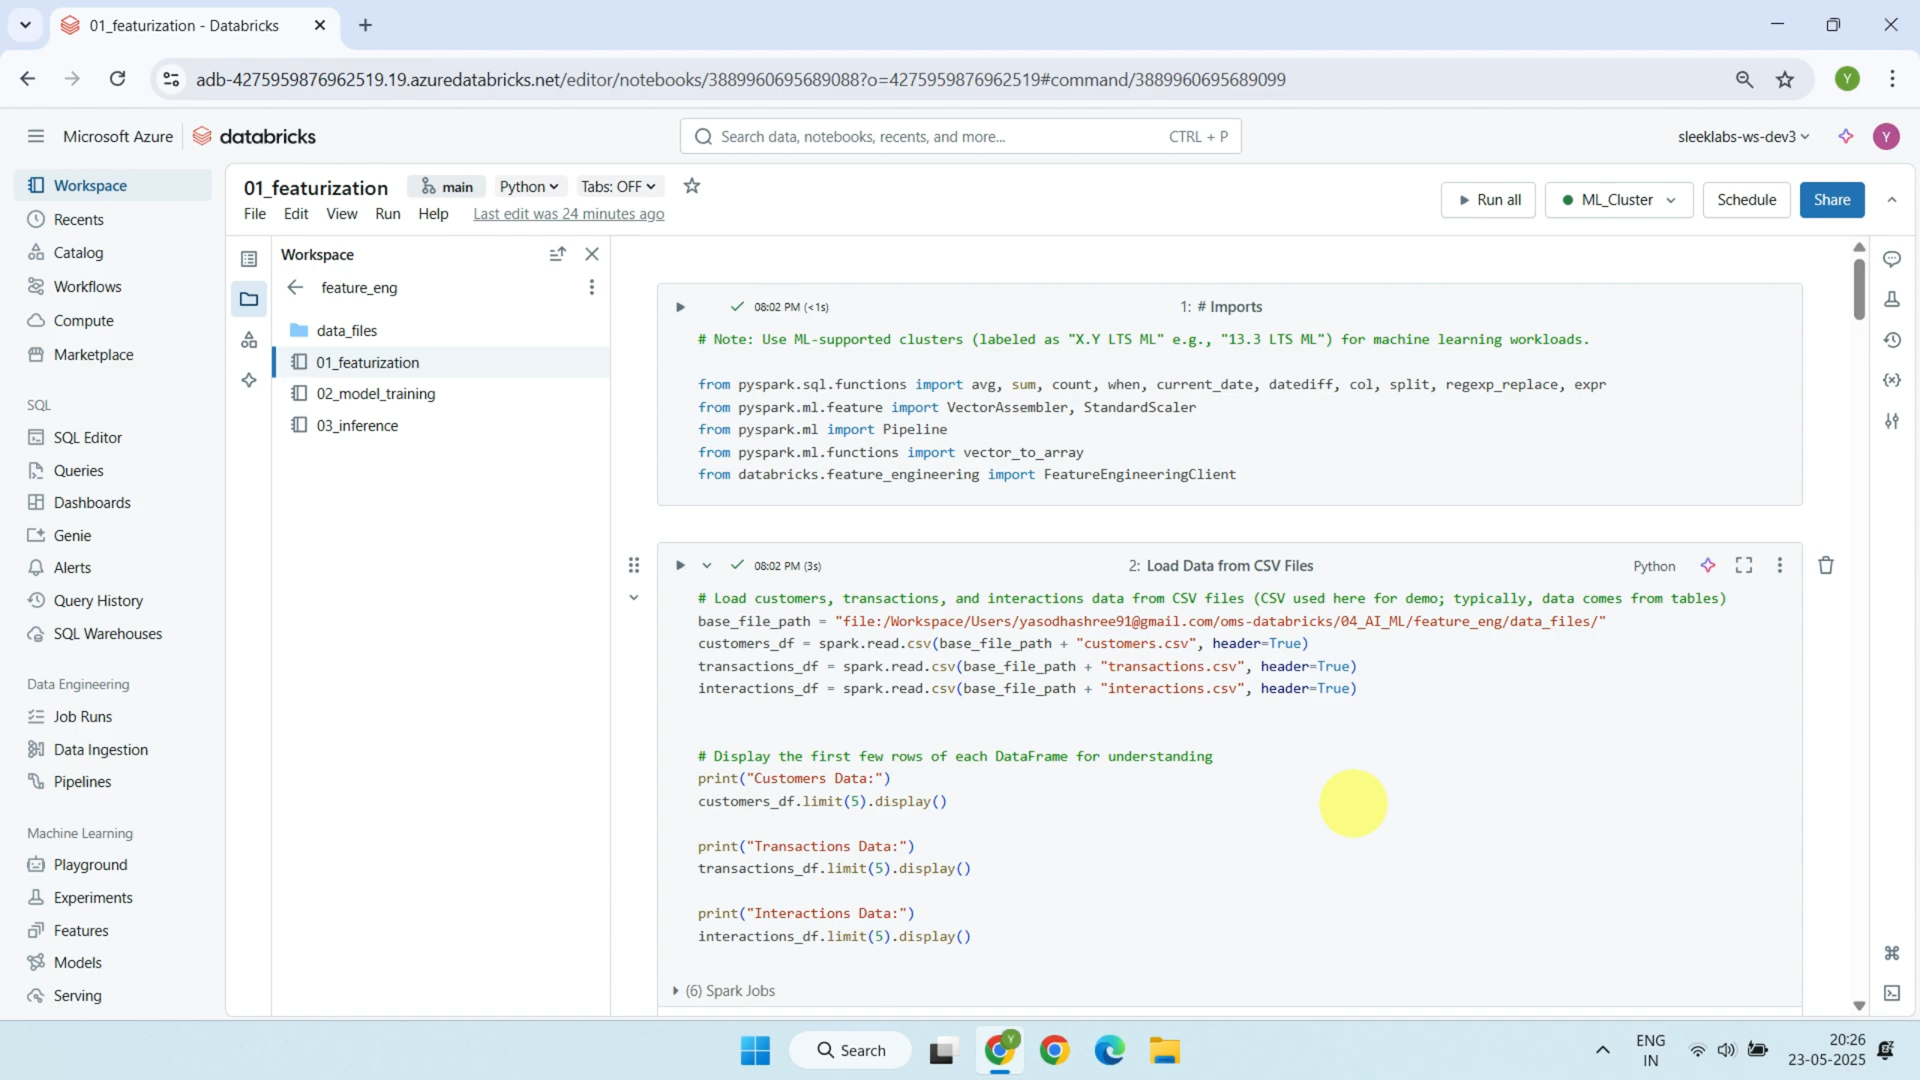 01_featurization - Databricks
adb-4275959876962519.19.azuredatabricks.net/editor/notebooks/3889960695689088?o=4275959876962519#command/3889960695689099
Y
Microsoft Azure databricks
Search data, notebooks, recents, and more... CTRL + P
sleeklabs-ws-dev3
Y
Workspace
Recents
Catalog
Workflows
Compute
Marketplace
SQL
SQL Editor
Queries
Dashboards
Genie
Alerts
Query History
SQL Warehouses
Data Engineering
Job Runs
Data Ingestion
Pipelines
Machine Learning
Playground
Experiments
Features
Models
Serving
01_featurization main Python Tabs: OFF
File Edit View Run Help Last edit was 24 minutes ago
Run all ML_Cluster Schedule Share
Workspace
feature_eng
data_files
01_featurization
02_model_training
03_inference
08:02 PM (<1s) 1: # Imports
# Note: Use ML-supported clusters (labeled as "X.Y LTS ML" e.g., "13.3 LTS ML") for machine learning workloads.
from pyspark.sql.functions import avg, sum, count, when, current_date, datediff, col, split, regexp_replace, expr
from pyspark.ml.feature import VectorAssembler, StandardScaler
from pyspark.ml import Pipeline
from pyspark.ml.functions import vector_to_array
from databricks.feature_engineering import FeatureEngineeringClient
08:02 PM (3s) 2: Load Data from CSV Files Python
# Load customers, transactions, and interactions data from CSV files (CSV used here for demo; typically, data comes from tables)
base_file_path = "file:/Workspace/Users/yasodhashree91@gmail.com/oms-databricks/04_AI_ML/feature_eng/data_files/"
customers_df = spark.read.csv(base_file_path + "customers.csv", header=True)
transactions_df = spark.read.csv(base_file_path + "transactions.csv", header=True)
interactions_df = spark.read.csv(base_file_path + "interactions.csv", header=True)
# Display the first few rows of each DataFrame for understanding
print("Customers Data:")
customers_df.limit(5).display()
print("Transactions Data:")
transactions_df.limit(5).display()
print("Interactions Data:")
interactions_df.limit(5).display()
(6) Spark Jobs
Search
Y
ENG
IN
20:26
23-05-2025